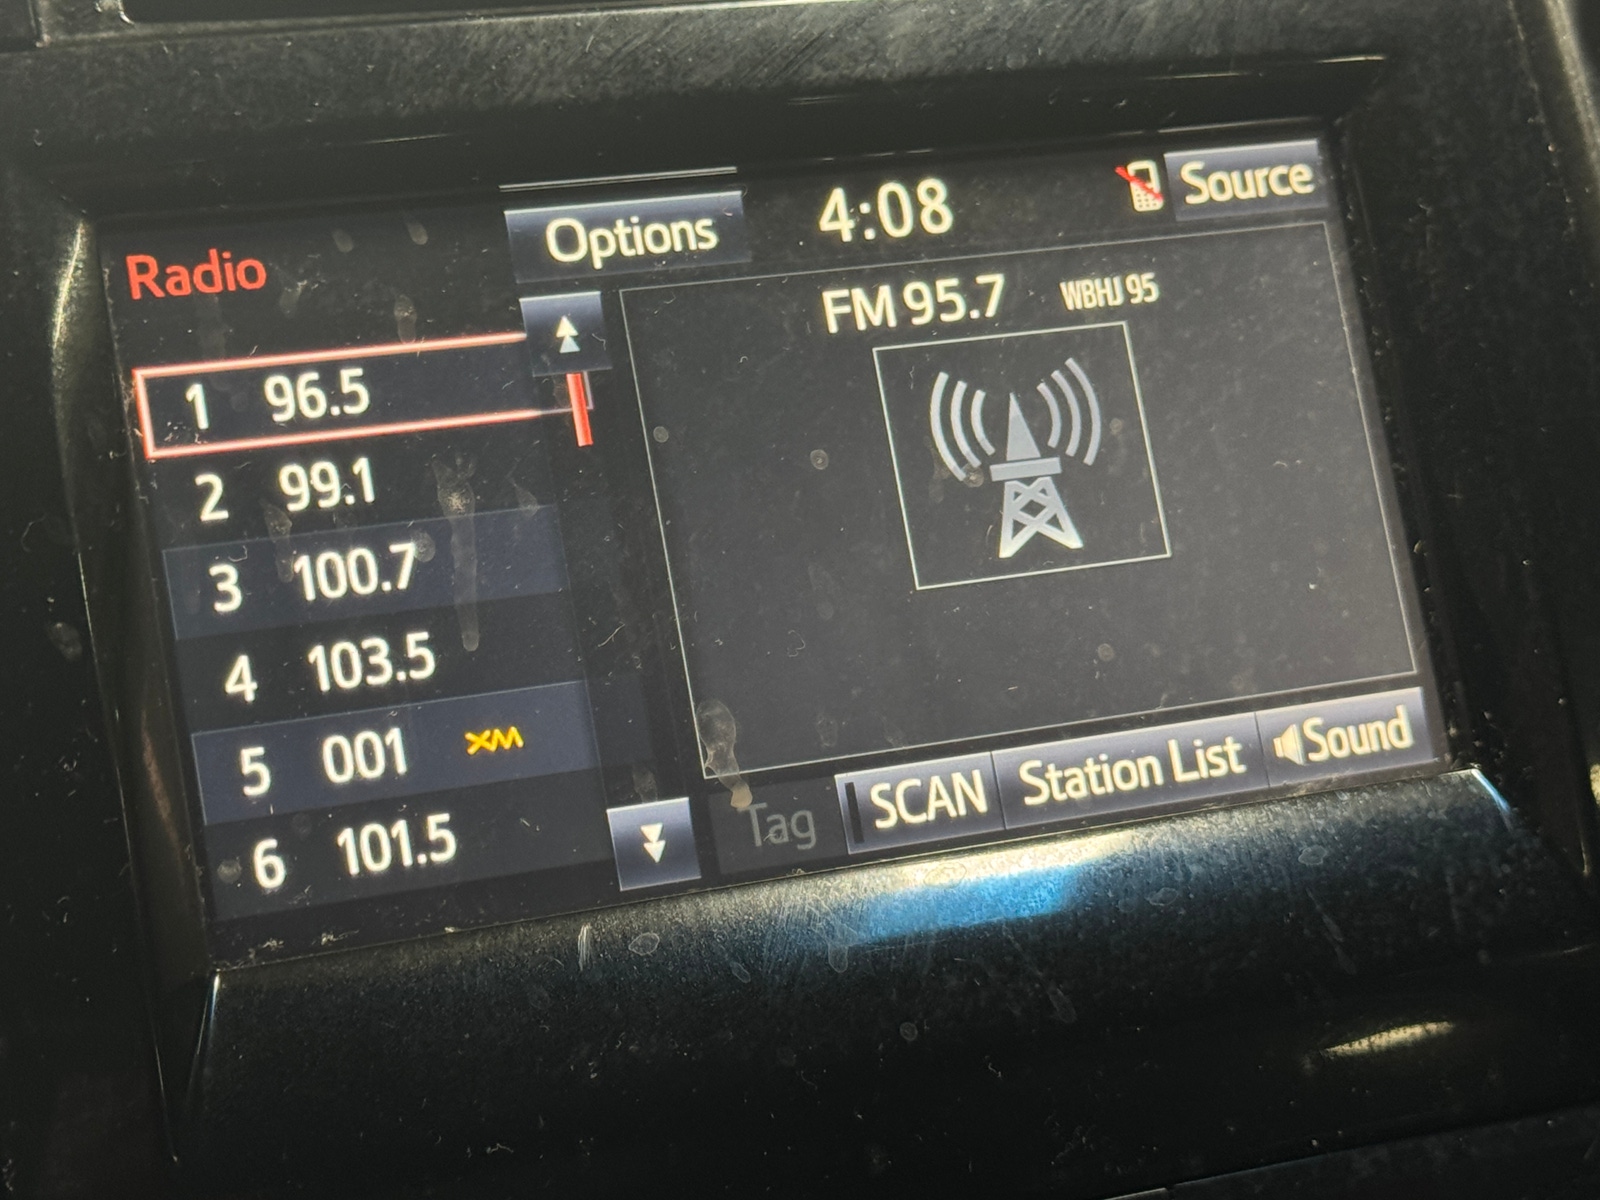 Radio
Options
4:08
Source
FM 95.7 WBHJ 95
1 96.5
2 99.1
3 100.7
4 103.5
5 001 XM
6 101.5
Tag
SCAN
Station List
Sound